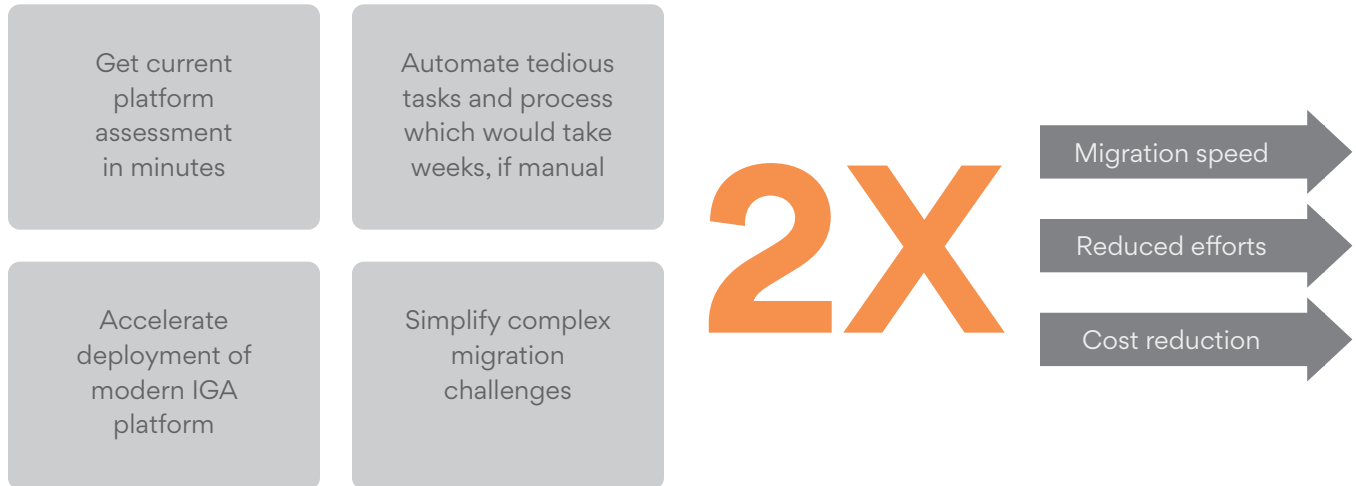 Get current
platform
assessment
in minutes
Automate tedious
tasks and process
which would take
weeks, if manual
Accelerate
deployment of
modern IGA
platform
Simplify complex
migration
challenges
2X
Migration speed
Reduced efforts
Cost reduction